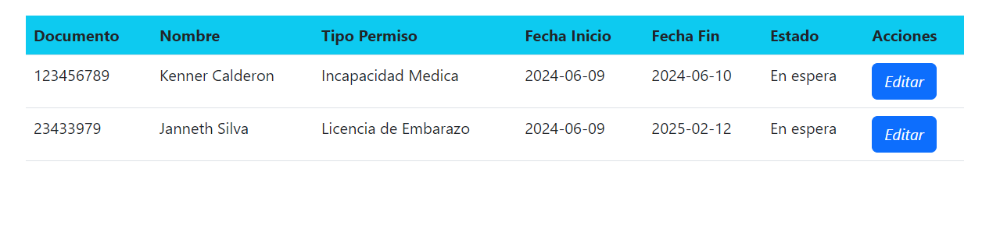 Documento Nombre Tipo Permiso Fecha Inicio Fecha Fin Estado Acciones
123456789 Kenner Calderon Incapacidad Medica 2024-06-09 2024-06-10 En espera Editar
23433979 Janneth Silva Licencia de Embarazo 2024-06-09 2025-02-12 En espera Editar